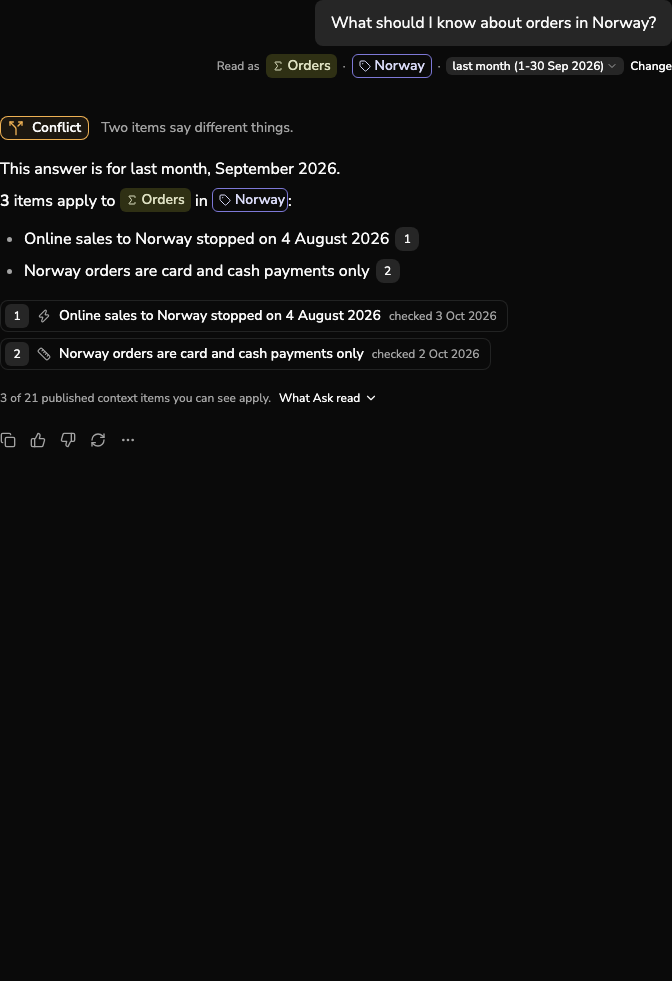 What should I know about orders in Norway?
Read as Σ Orders · Norway · last month (1-30 Sep 2026) Change
Conflict Two items say different things.
This answer is for last month, September 2026.
3 items apply to Σ Orders in Norway:
• Online sales to Norway stopped on 4 August 2026 1
• Norway orders are card and cash payments only 2
1 Online sales to Norway stopped on 4 August 2026 checked 3 Oct 2026
2 Norway orders are card and cash payments only checked 2 Oct 2026
3 of 21 published context items you can see apply. What Ask read